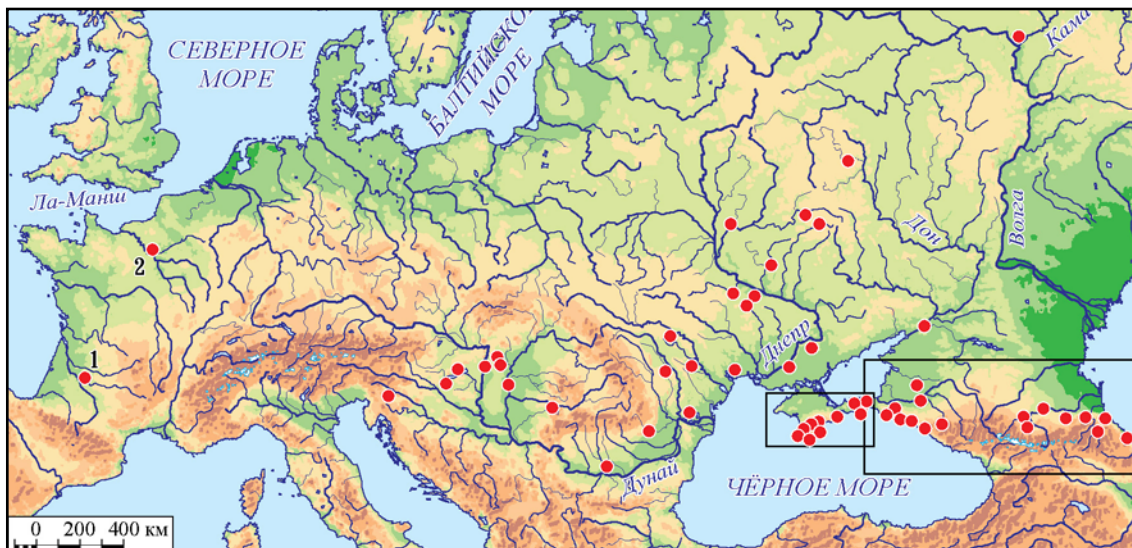 СЕВЕРНОЕ
МОРЕ
БАЛТИЙСКОЕ
МОРЕ
Кама
Ла-Манш
Волга
Дон
2
1
Днепр
Дунай
ЧЁРНОЕ МОРЕ
0 200 400 км